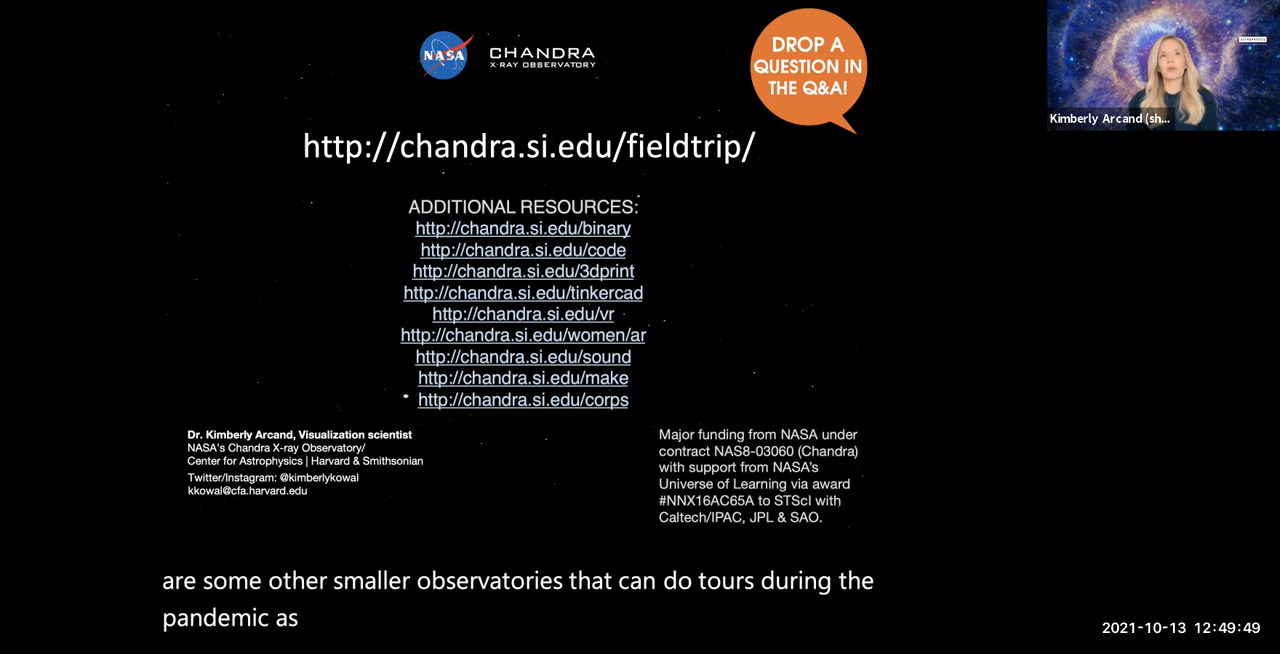 NASA
CHANDRA
X-RAY OBSERVATORY
DROP A
QUESTION IN
THE Q&A!
Kimberly Arcand (sh...
http://chandra.si.edu/fieldtrip/
ADDITIONAL RESOURCES:
http://chandra.si.edu/binary
http://chandra.si.edu/code
http://chandra.si.edu/3dprint
http://chandra.si.edu/tinkercad
http://chandra.si.edu/vr
http://chandra.si.edu/women/ar
http://chandra.si.edu/sound
http://chandra.si.edu/make
http://chandra.si.edu/corps
Dr. Kimberly Arcand, Visualization scientist
NASA's Chandra X-ray Observatory/
Center for Astrophysics | Harvard & Smithsonian
Twitter/Instagram: @kimberlykowal
kkowal@cfa.harvard.edu
Major funding from NASA under
contract NAS8-03060 (Chandra)
with support from NASA's
Universe of Learning via award
#NNX16AC65A to STScI with
Caltech/IPAC, JPL & SAO.
are some other smaller observatories that can do tours during the
pandemic as
2021-10-13 12:49:49